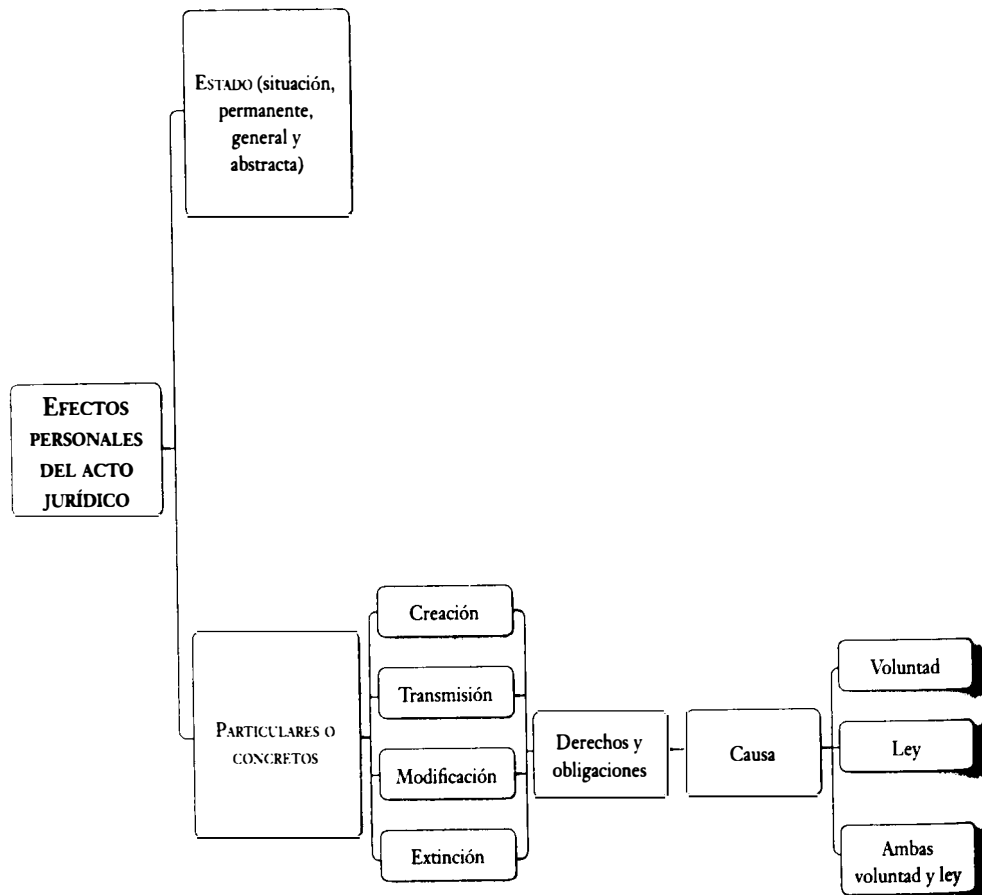 ESTADO (situación,
permanente,
general y
abstracta)
EFECTOS
PERSONALES
DEL ACTO
JURÍDICO
PARTICULARES O
CONCRETOS
Creación
Transmisión
Modificación
Extinción
Derechos y
obligaciones
Causa
Voluntad
Ley
Ambas
voluntad y ley